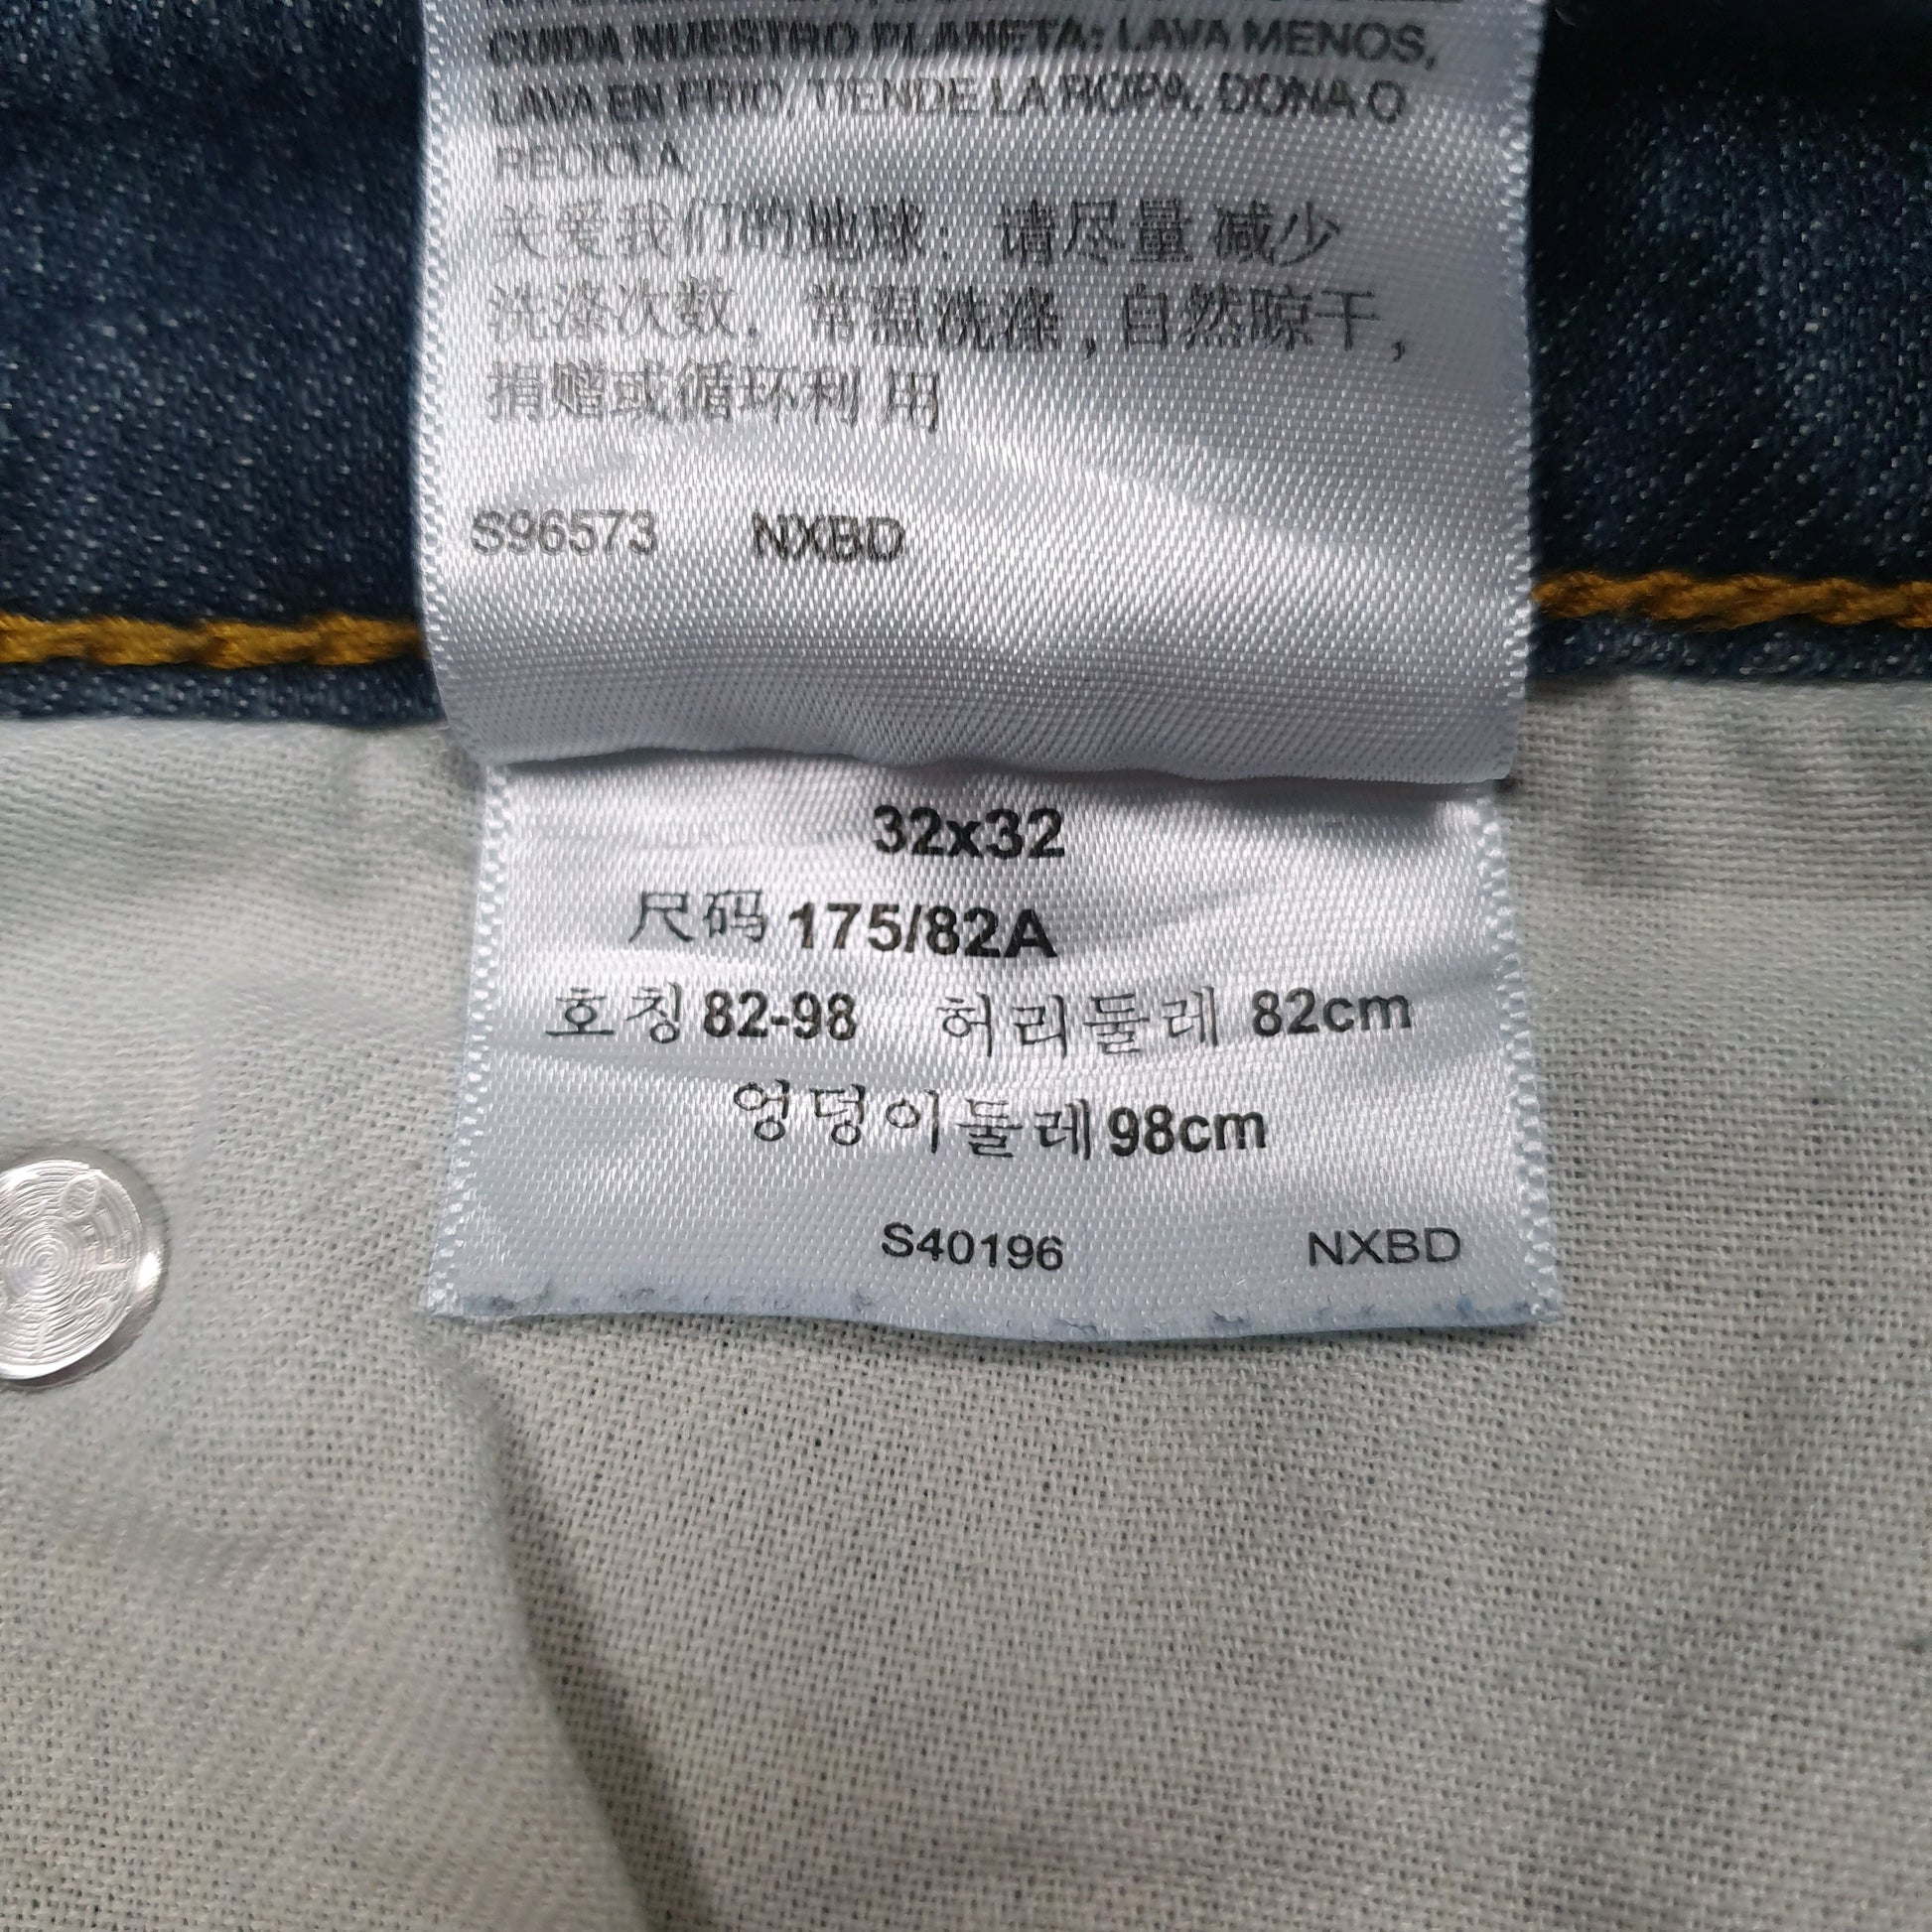 CUIDA NUESTRO PLANETA: LAVA MENOS,
LAVA EN FRIO, TIENDE LA ROPA, DONA O
RECICLA
关爱我们的地球：请尽量 减少
洗涤次数，常温洗涤，自然晾干，
捐赠或循环利 用
S96573 NXBD
32x32
尺码 175/82A
호칭 82-98 허리둘레 82cm
엉덩이둘레 98cm
S40196 NXBD